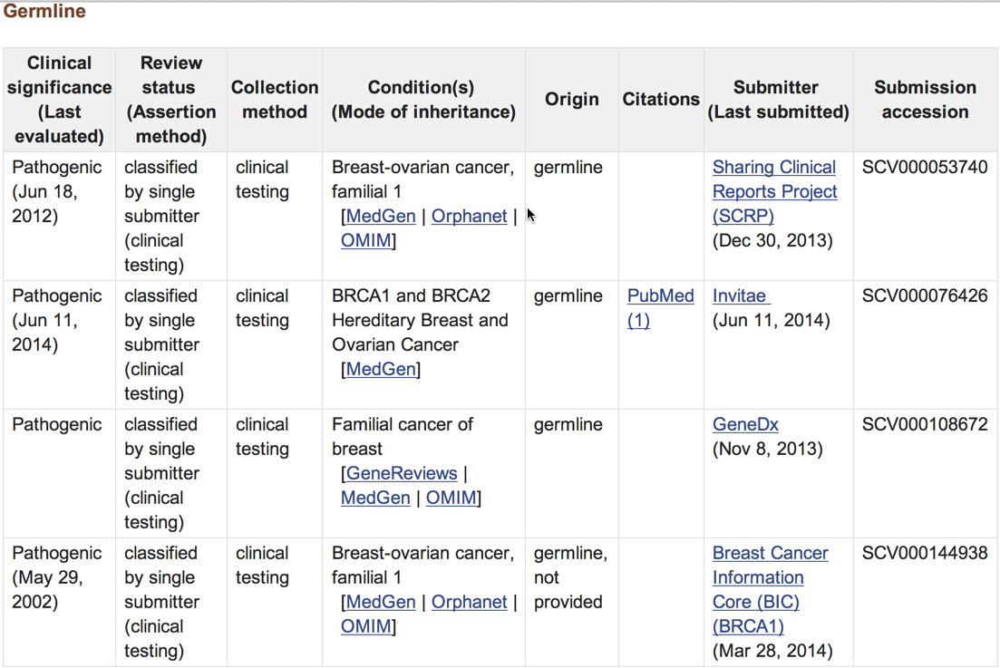 Germline
Clinical significance (Last evaluated)
Review status (Assertion method)
Collection method
Condition(s) (Mode of inheritance)
Origin
Citations
Submitter (Last submitted)
Submission accession
Pathogenic
(Jun 18,
2012)
classified
by single
submitter
(clinical
testing)
clinical
testing
Breast-ovarian cancer,
familial 1
[MedGen | Orphanet |
OMIM]
germline
Sharing Clinical
Reports Project
(SCRP)
(Dec 30, 2013)
SCV000053740
Pathogenic
(Jun 11,
2014)
classified
by single
submitter
(clinical
testing)
clinical
testing
BRCA1 and BRCA2
Hereditary Breast and
Ovarian Cancer
[MedGen]
germline
PubMed
(1)
Invitae
(Jun 11, 2014)
SCV000076426
Pathogenic
classified
by single
submitter
(clinical
testing)
clinical
testing
Familial cancer of
breast
[GeneReviews |
MedGen | OMIM]
germline
GeneDx
(Nov 8, 2013)
SCV000108672
Pathogenic
(May 29,
2002)
classified
by single
submitter
(clinical
testing)
clinical
testing
Breast-ovarian cancer,
familial 1
[MedGen | Orphanet |
OMIM]
germline,
not
provided
Breast Cancer
Information
Core (BIC)
(BRCA1)
(Mar 28, 2014)
SCV000144938